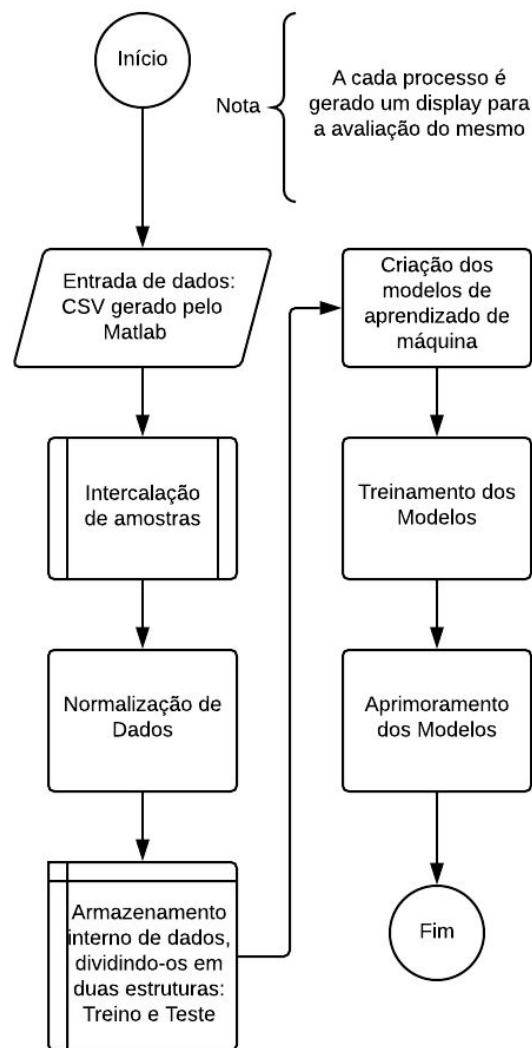 Início
Nota
A cada processo é
gerado um display para
a avaliação do mesmo
Entrada de dados:
CSV gerado pelo
Matlab
Intercalação
de amostras
Normalização de
Dados
Armazenamento
interno de dados,
dividindo-os em
duas estruturas:
Treino e Teste
Criação dos
modelos de
aprendizado de
máquina
Treinamento dos
Modelos
Aprimoramento
dos Modelos
Fim